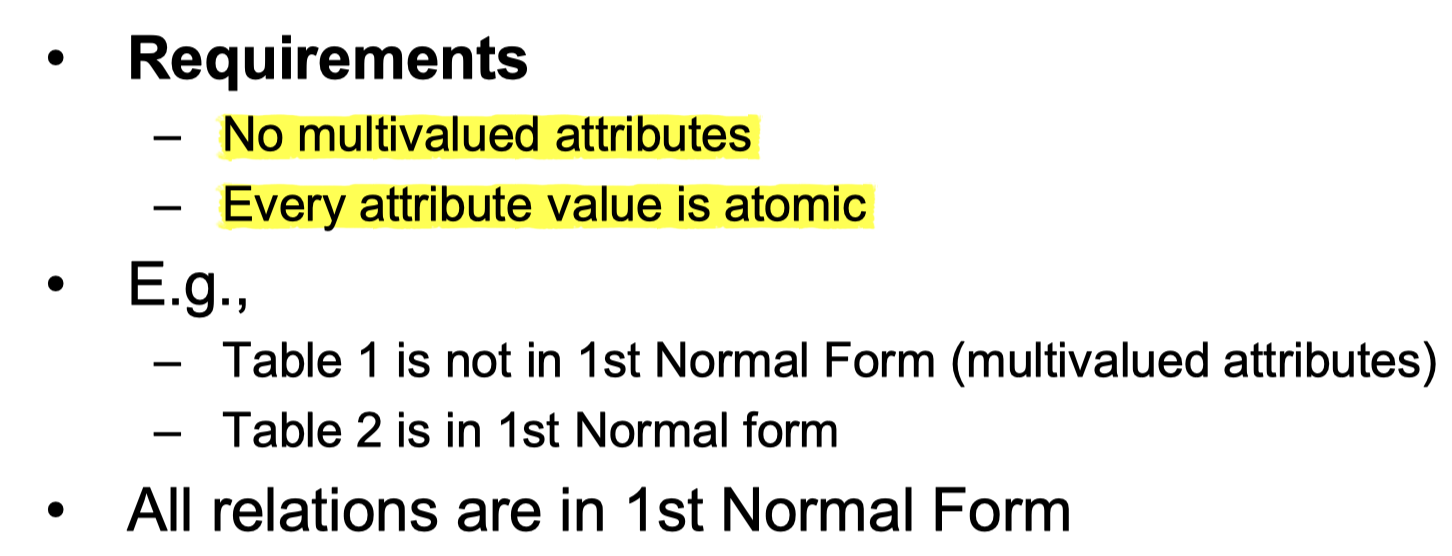 • Requirements
– No multivalued attributes
– Every attribute value is atomic
• E.g.,
– Table 1 is not in 1st Normal Form (multivalued attributes)
– Table 2 is in 1st Normal form
• All relations are in 1st Normal Form